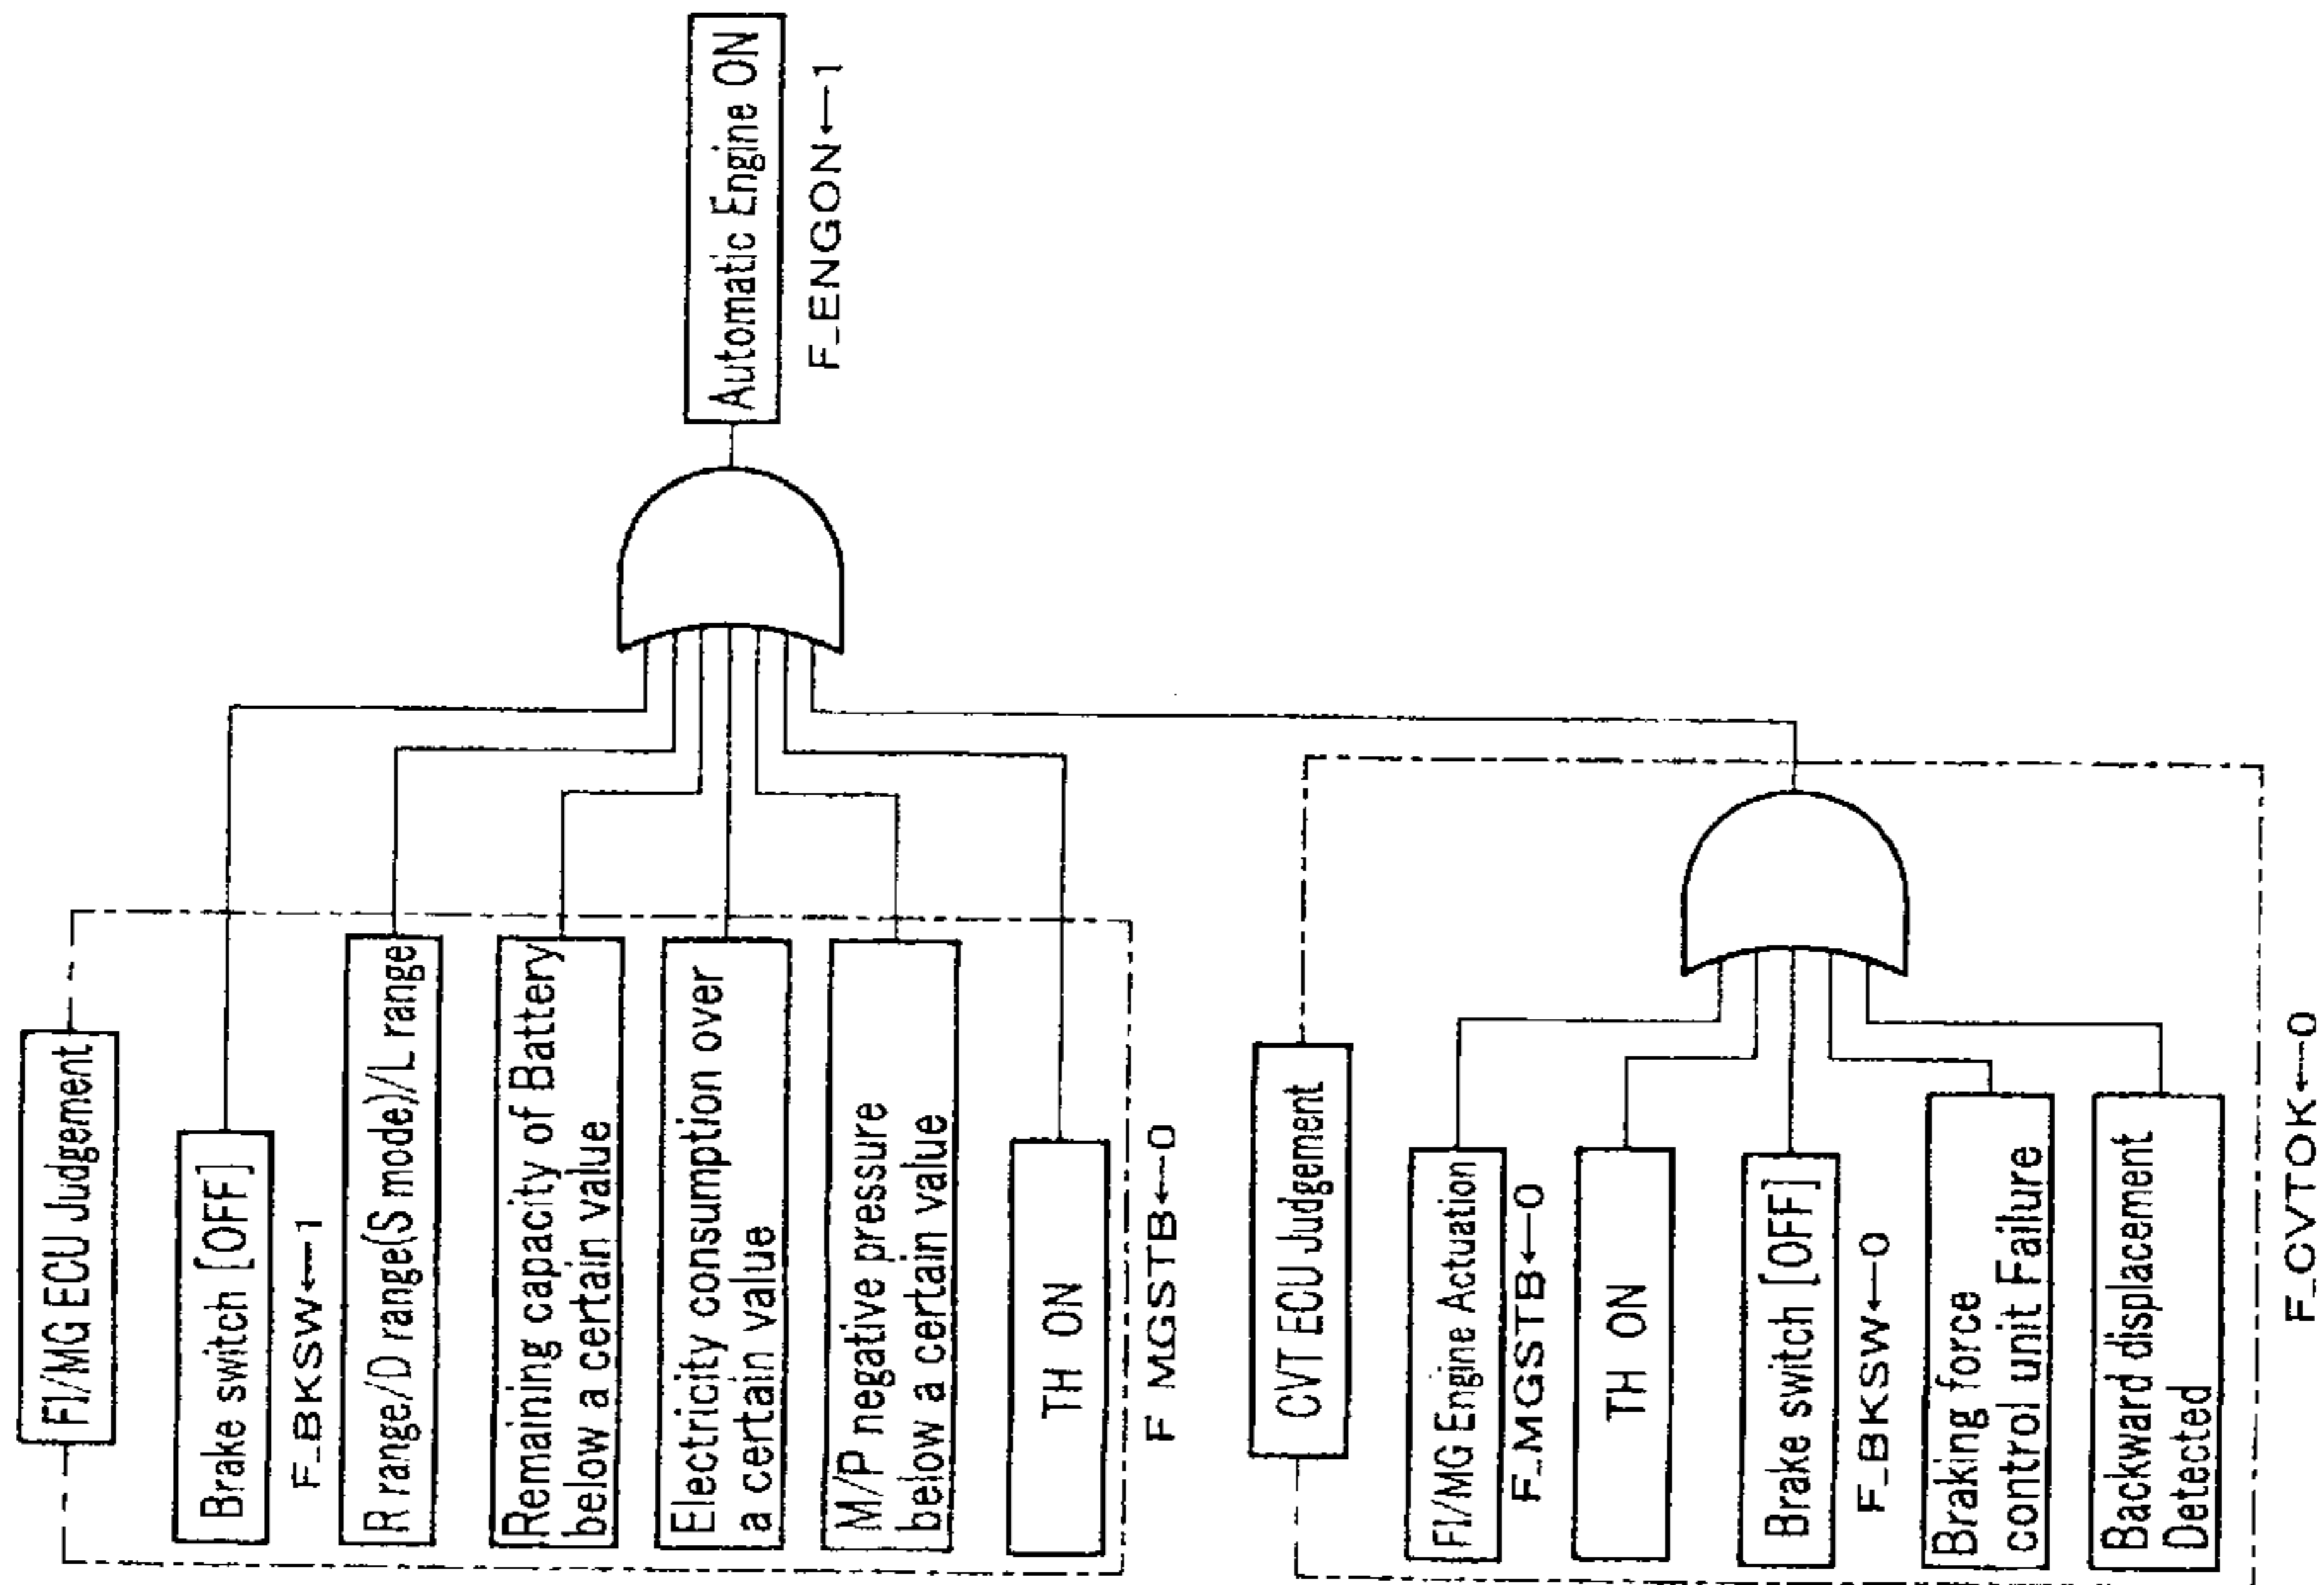 F1/MG ECU Judgement
Brake switch [OFF]
F_BKSW←1
R range/D range(S mode)/L range
Remaining capacity of Battery
below a certain value
Electricity consumption over
a certain value
M/P negative pressure
below a certain value
TH ON
F MGSTB←0
Automatic Engine ON
F_ENGON←1
CVT ECU Judgement
F1/MG Engine Actuation
F_MGSTB←0
TH ON
Brake switch [OFF]
F_BKSW←0
Braking force
control unit Failure
Backward displacement
Detected
F_CVTOK←0